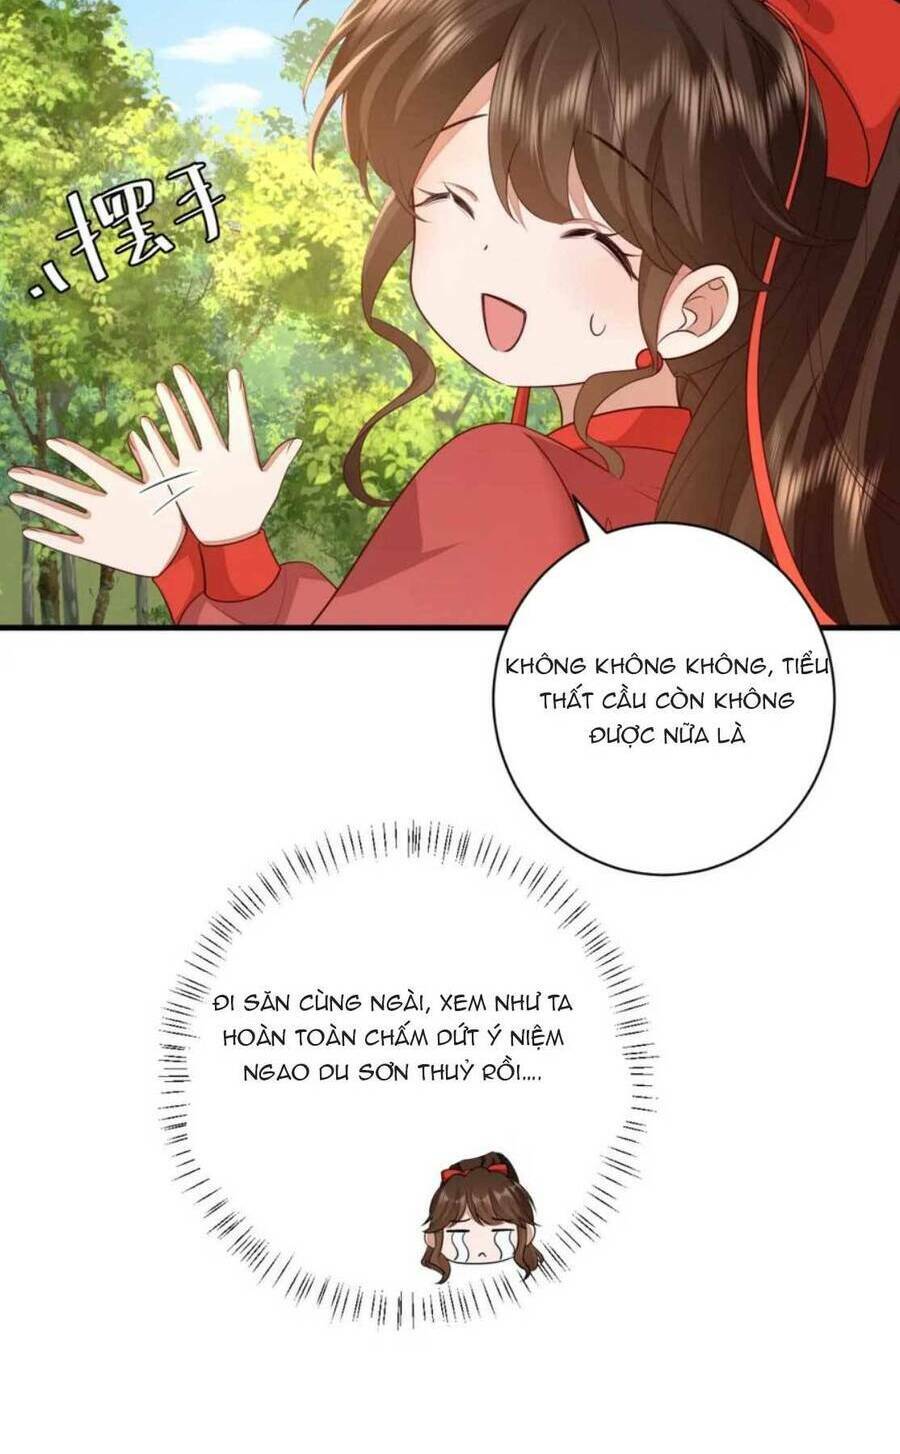 摆手
KHÔNG KHÔNG KHÔNG, TIỂU
THẤT CẦU CÒN KHÔNG
ĐƯỢC NỮA LÀ
ĐI SĂN CÙNG NGÀI, XEM NHƯ TA
HOÀN TOÀN CHẤM DỨT Ý NIỆM
NGAO DU SƠN THUỶ RỒI....